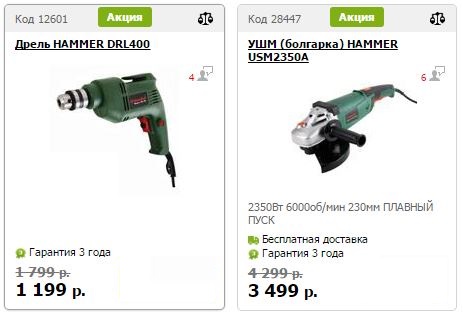 Код 12601
Акция
Дрель HAMMER DRL400
4
Гарантия 3 года
1 799 р.
1 199 р.
Код 28447
Акция
УШМ (болгарка) HAMMER
USM2350A
6
2350Вт 6000об/мин 230мм ПЛАВНЫЙ
ПУСК
Бесплатная доставка
Гарантия 3 года
4 299 р.
3 499 р.